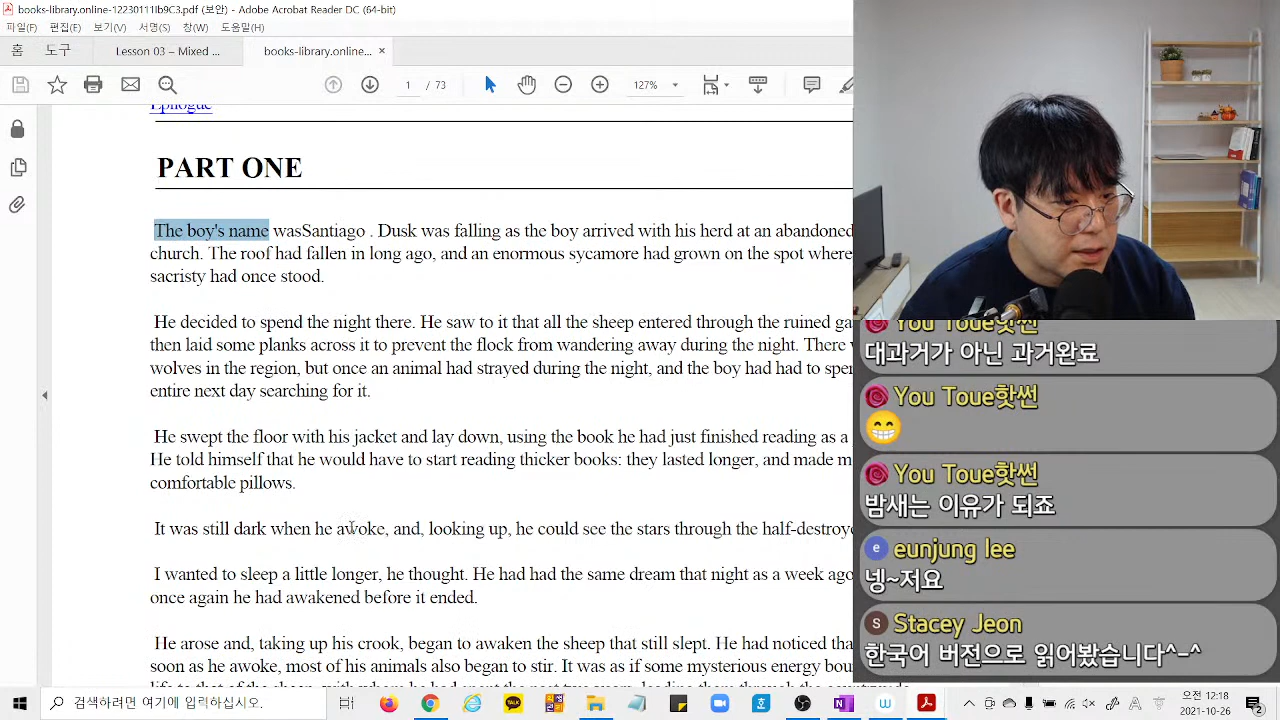 books-library.online-12230111Ib9C3.pdf (보안) - Adobe Acrobat Reader DC (64-bit)
파일(F) 편집(E) 보기(V) 서명(S) 창(W) 도움말(H)
홈 도구 Lesson 03 – Mixed ... books-library.online...
1 / 73 127%
Epilogue
PART ONE
The boy's name wasSantiago . Dusk was falling as the boy arrived with his herd at an abandoned
church. The roof had fallen in long ago, and an enormous sycamore had grown on the spot where
sacristy had once stood.
He decided to spend the night there. He saw to it that all the sheep entered through the ruined ga
then laid some planks across it to prevent the flock from wandering away during the night. There
wolves in the region, but once an animal had strayed during the night, and the boy had had to spen
entire next day searching for it.
He swept the floor with his jacket and lay down, using the book he had just finished reading as a
He told himself that he would have to start reading thicker books: they lasted longer, and made m
comfortable pillows.
It was still dark when he awoke, and, looking up, he could see the stars through the half-destroye
I wanted to sleep a little longer, he thought. He had had the same dream that night as a week ago
once again he had awakened before it ended.
He arose and, taking up his crook, began to awaken the sheep that still slept. He had noticed tha
soon as he awoke, most of his animals also began to stir. It was as if some mysterious energy bou
You Toue핫썬
대과거가 아닌 과거완료
You Toue핫썬
You Toue핫썬
밤새는 이유가 되죠
eunjung lee
넹~저요
S Stacey Jeon
한국어 버전으로 읽어봤습니다^-^
검색하려면 여기에 입력하십시오.
오전 12:18
2021-10-26